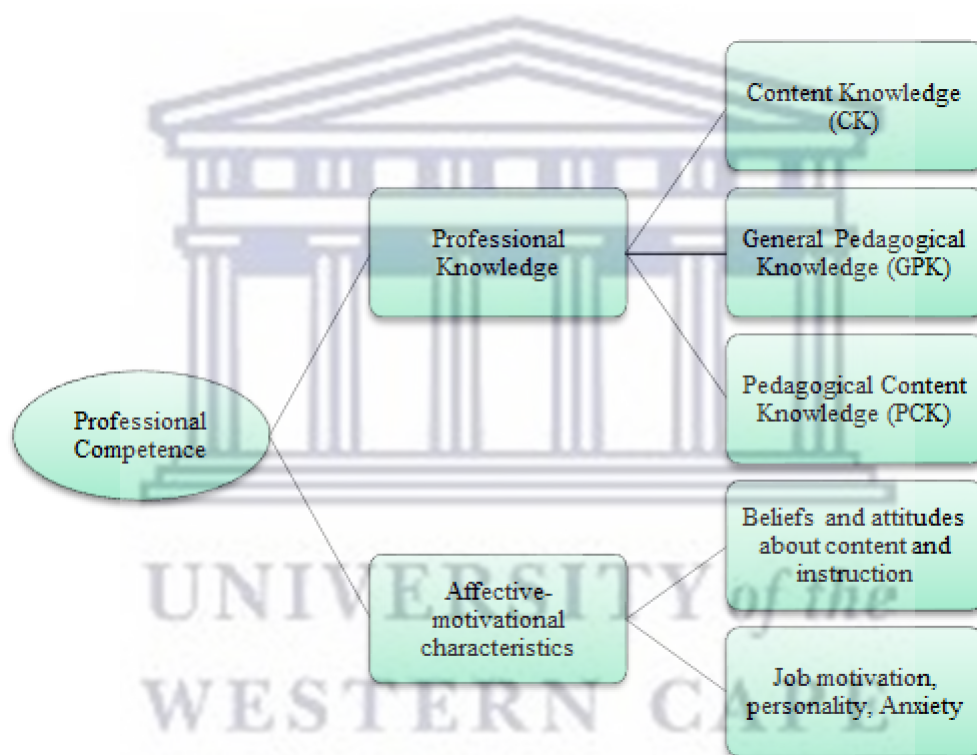 Content Knowledge
(CK)
Professional
Knowledge
General Pedagogical
Knowledge (GPK)
Pedagogical Content
Knowledge (PCK)
Professional
Competence
Beliefs and attitudes
about content and
instruction
Affective-
motivational
characteristics
Job motivation,
personality, Anxiety
UNIVERSITY of the
WESTERN CAPE